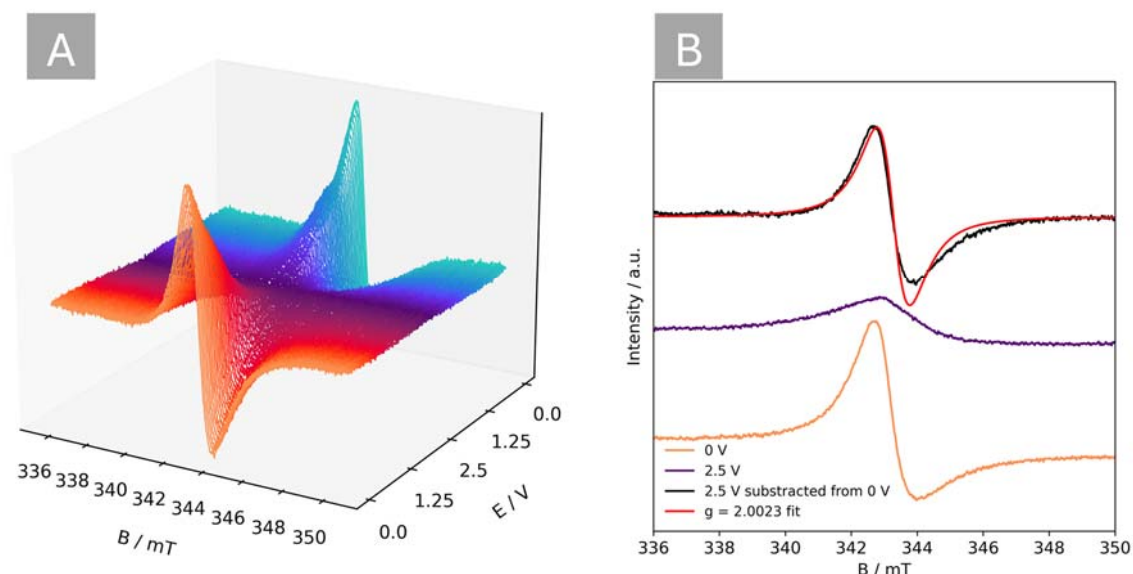 A
336
338
340
342
344
346
348
350
B / mT
0.0
1.25
2.5
1.25
0.0
E / V
B
Intensity / a.u.
0 V
2.5 V
2.5 V substracted from 0 V
g = 2.0023 fit
336 338 340 342 344 346 348 350
B / mT